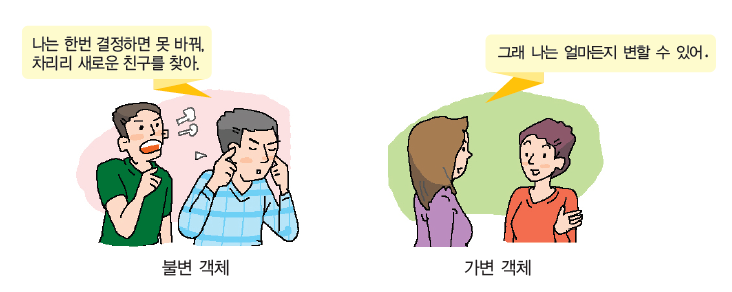 나는 한번 결정하면 못 바꿔,
차리리 새로운 친구를 찾아.
그래 나는 얼마든지 변할 수 있어.
불변 객체
가변 객체